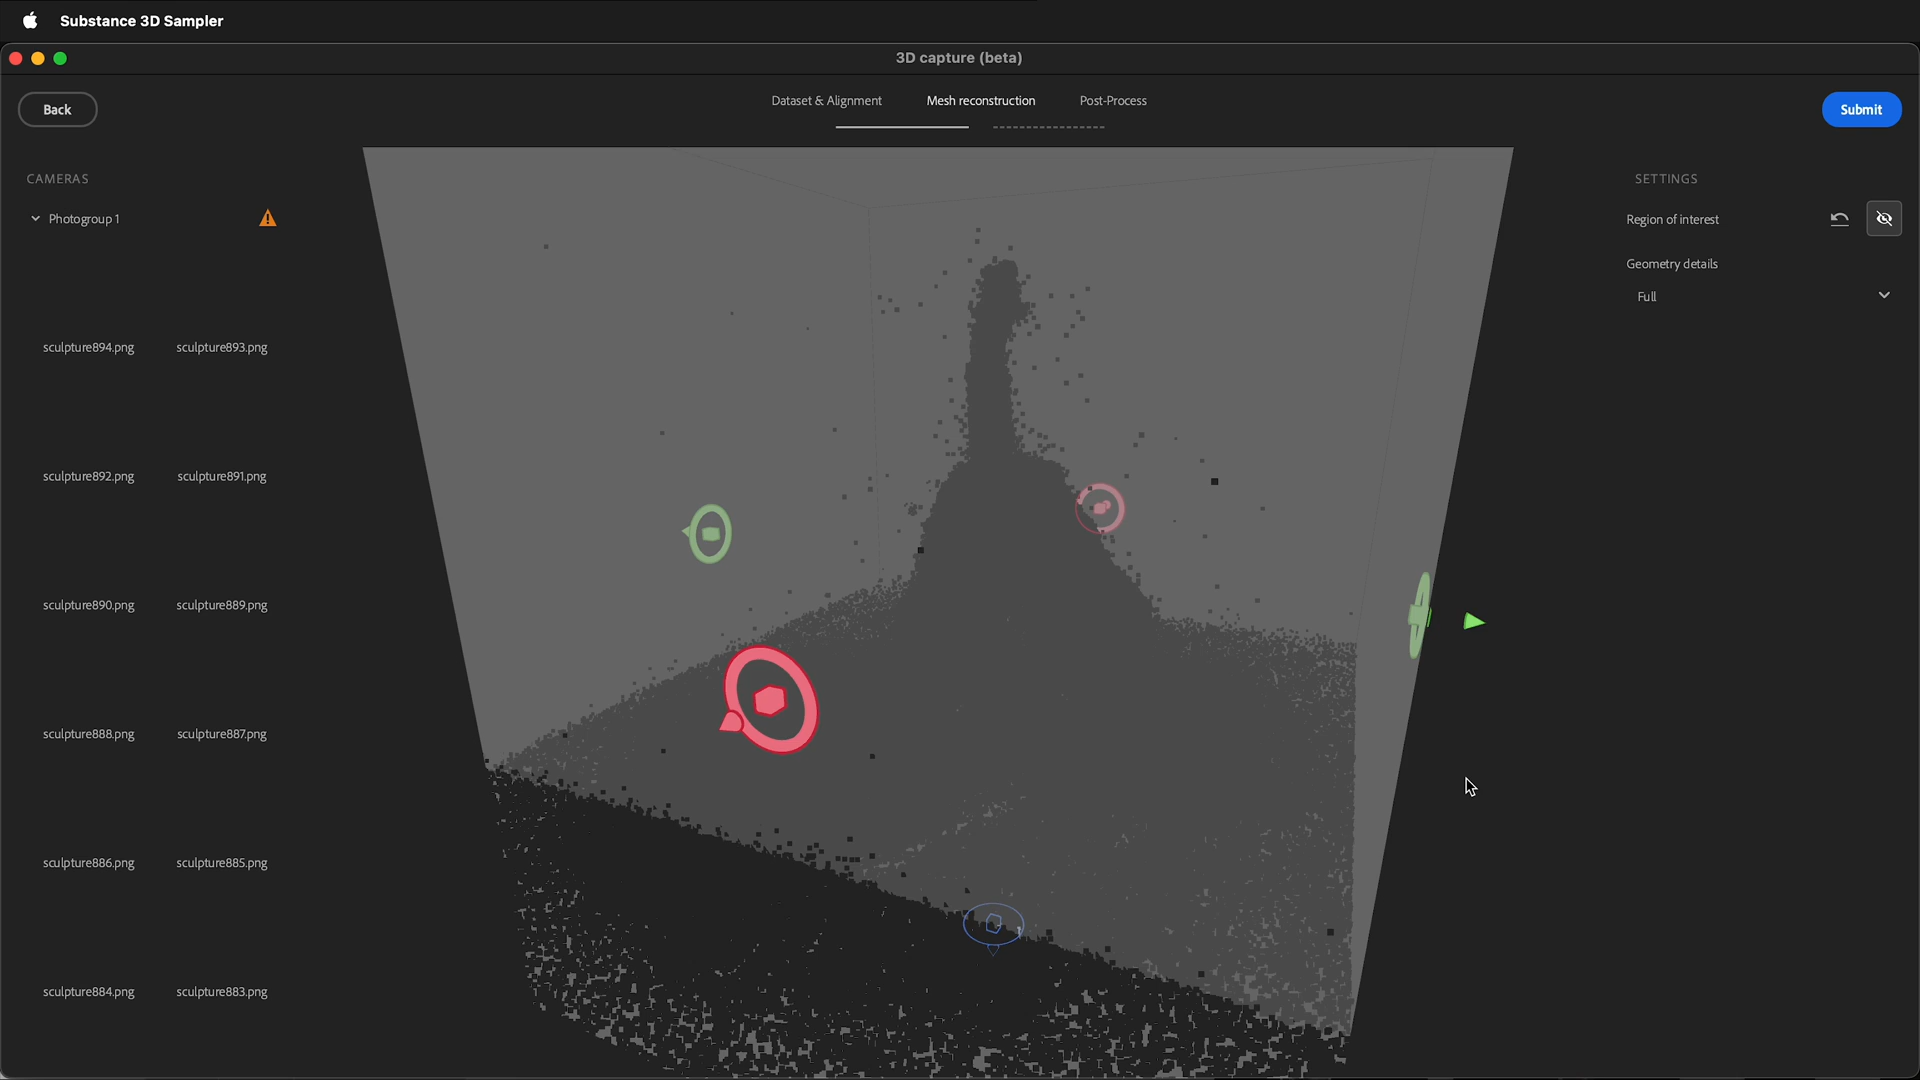 Substance 3D Sampler
3D capture (beta)
Back
Dataset & Alignment
Mesh reconstruction
Post-Process
Submit
CAMERAS
Photogroup 1
sculpture894.png
sculpture893.png
sculpture892.png
sculpture891.png
sculpture890.png
sculpture889.png
sculpture888.png
sculpture887.png
sculpture886.png
sculpture885.png
sculpture884.png
sculpture883.png
SETTINGS
Region of interest
Geometry details
Full